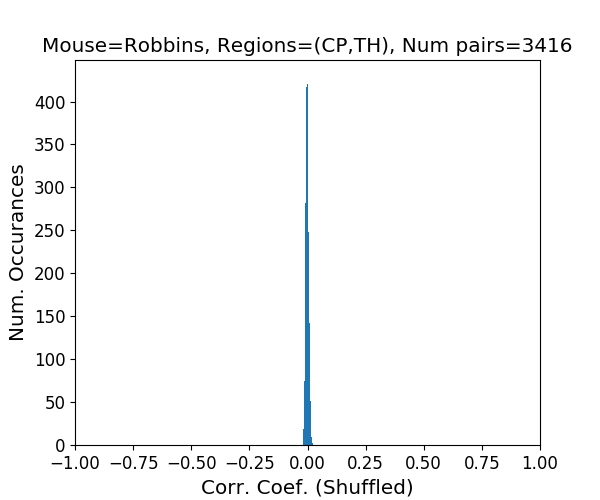 Mouse=Robbins, Regions=(CP,TH), Num pairs=3416
Num. Occurances
400
350
300
250
200
150
100
50
0
−1.00 −0.75 −0.50 −0.25 0.00 0.25 0.50 0.75 1.00
Corr. Coef. (Shuffled)